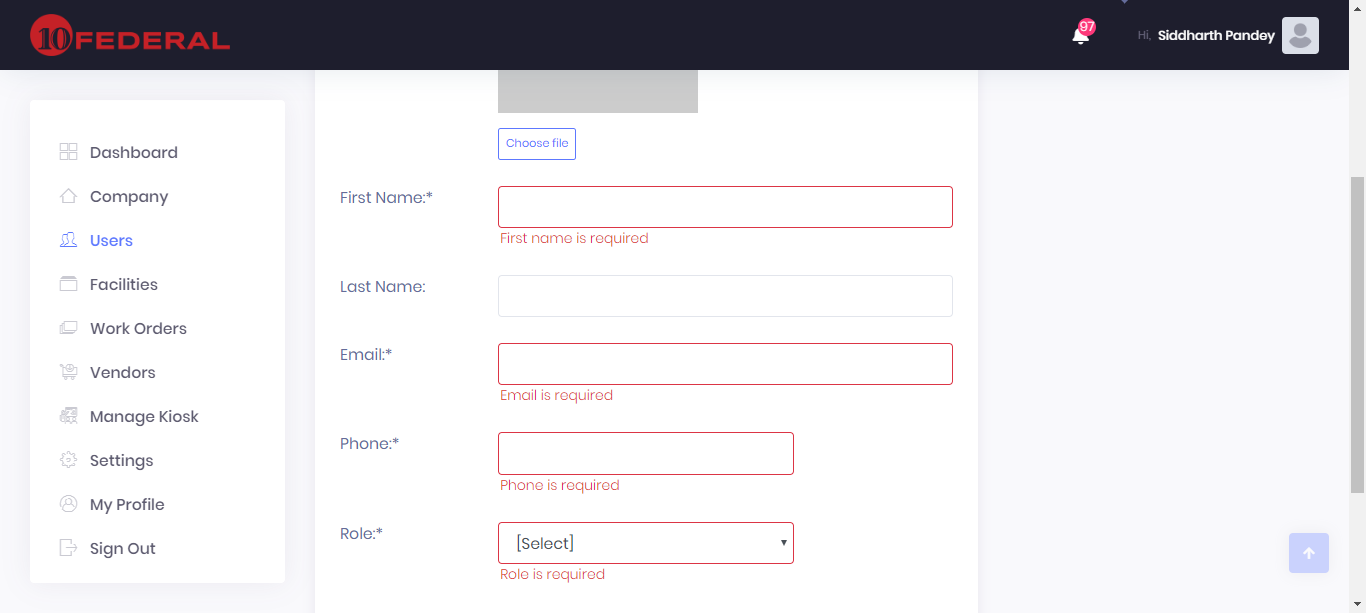 10 FEDERAL
97
Hi, Siddharth Pandey
Dashboard
Company
Users
Facilities
Work Orders
Vendors
Manage Kiosk
Settings
My Profile
Sign Out
Choose file
First Name:*
First name is required
Last Name:
Email:*
Email is required
Phone:*
Phone is required
Role:*
[Select]
Role is required